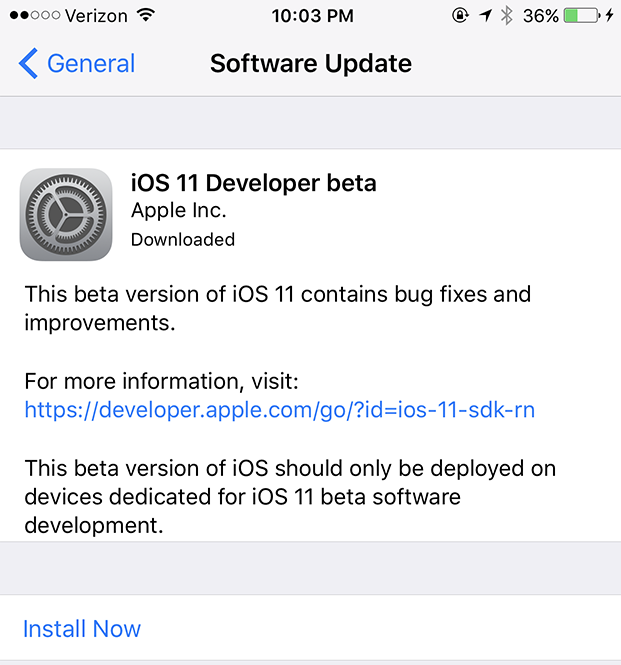 Verizon 10:03 PM 36%
General Software Update
iOS 11 Developer beta
Apple Inc.
Downloaded
This beta version of iOS 11 contains bug fixes and
improvements.
For more information, visit:
https://developer.apple.com/go/?id=ios-11-sdk-rn
This beta version of iOS should only be deployed on
devices dedicated for iOS 11 beta software
development.
Install Now